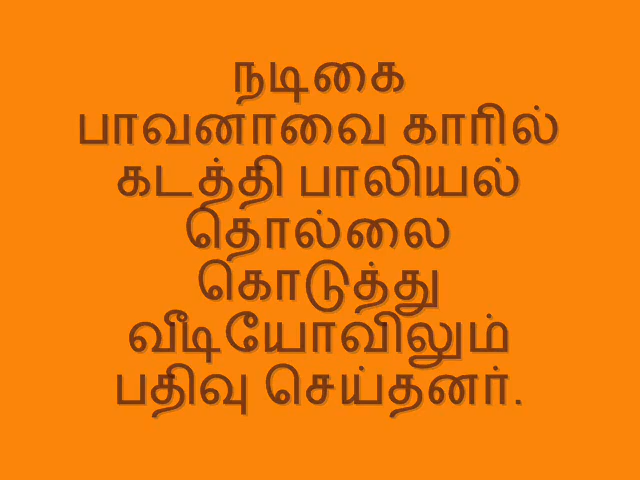 நடிகை
பாவனாவை காரில்
கடத்தி பாலியல்
தொல்லை
கொடுத்து
வீடியோவிலும்
பதிவு செய்தனர்.